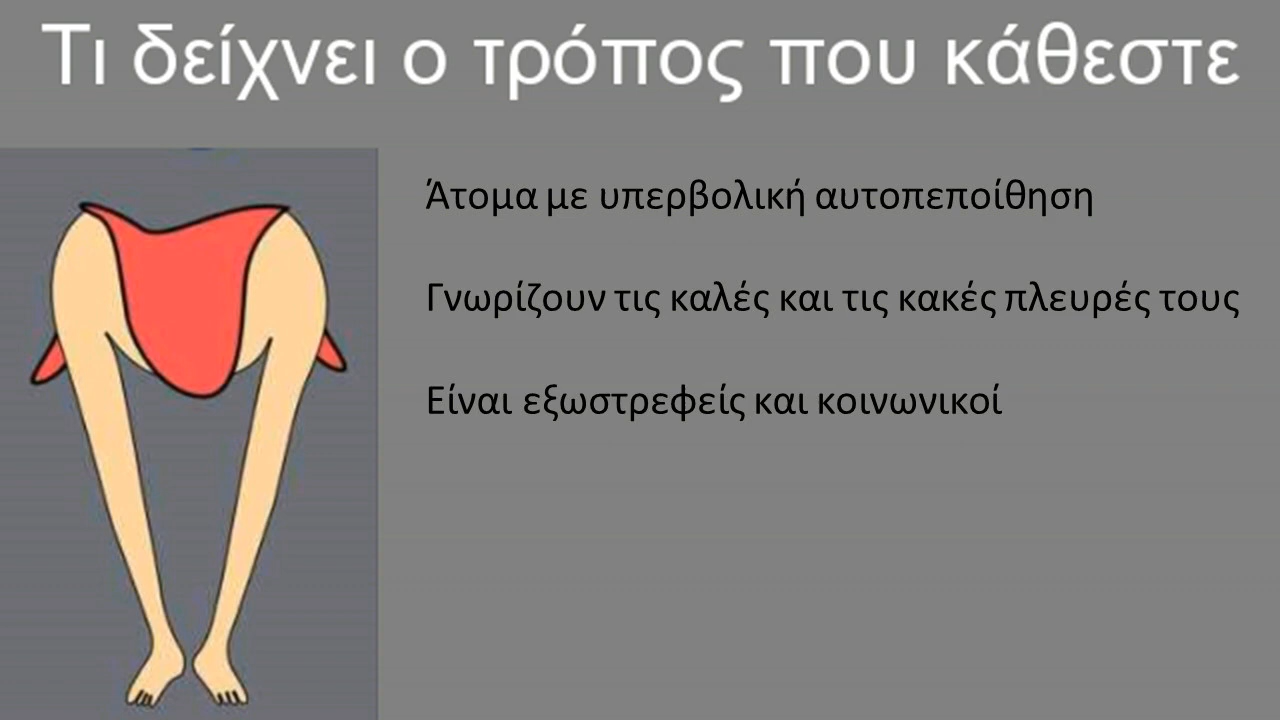 Τι δείχνει ο τρόπος που κάθεστε
Άτομα με υπερβολική αυτοπεποίθηση
Γνωρίζουν τις καλές και τις κακές πλευρές τους
Είναι εξωστρεφείς και κοινωνικοί